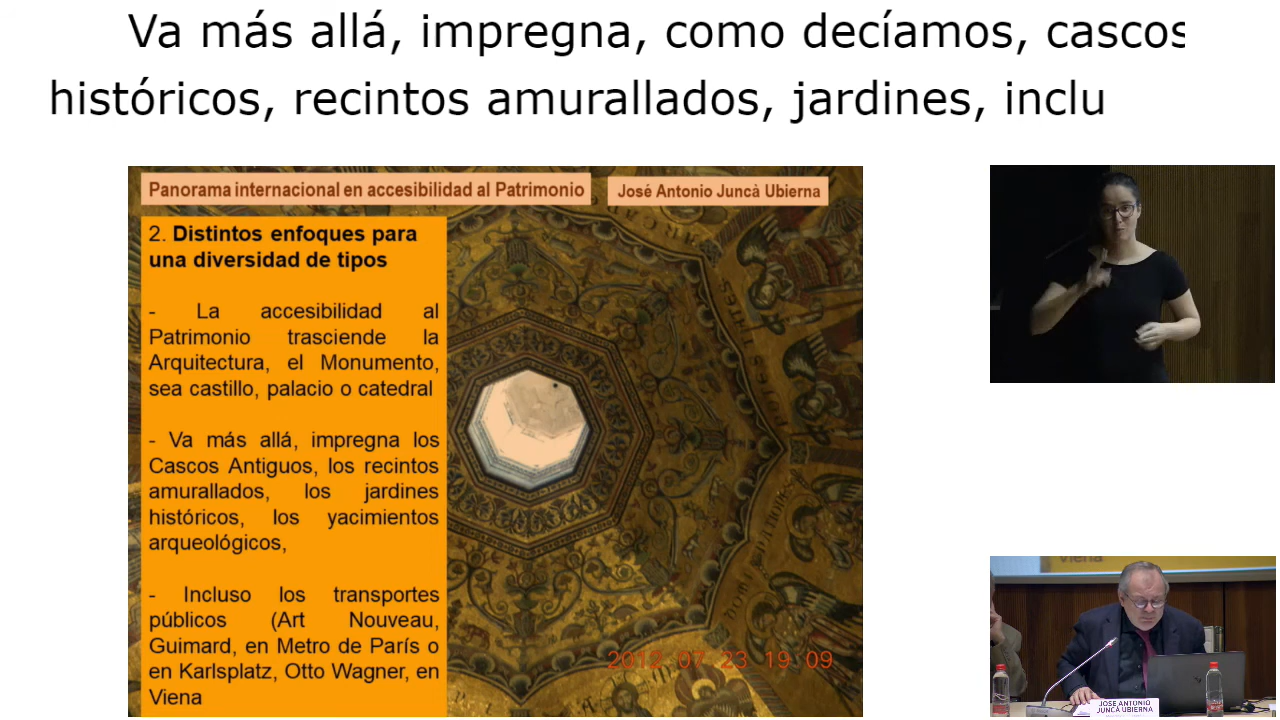 Va más allá, impregna, como decíamos, cascos
históricos, recintos amurallados, jardines, inclu
Panorama internacional en accesibilidad al Patrimonio
José Antonio Juncà Ubierna
2. Distintos enfoques para
una diversidad de tipos
- La accesibilidad al
Patrimonio trasciende la
Arquitectura, el Monumento,
sea castillo, palacio o catedral
- Va más allá, impregna los
Cascos Antiguos, los recintos
amurallados, los jardines
históricos, los yacimientos
arqueológicos,
- Incluso los transportes
públicos (Art Nouveau,
Guimard, en Metro de París o
en Karlsplatz, Otto Wagner, en
Viena
2012 07 23 19 09
Viena
JOSÉ ANTONIO
JUNCÀ UBIERNA